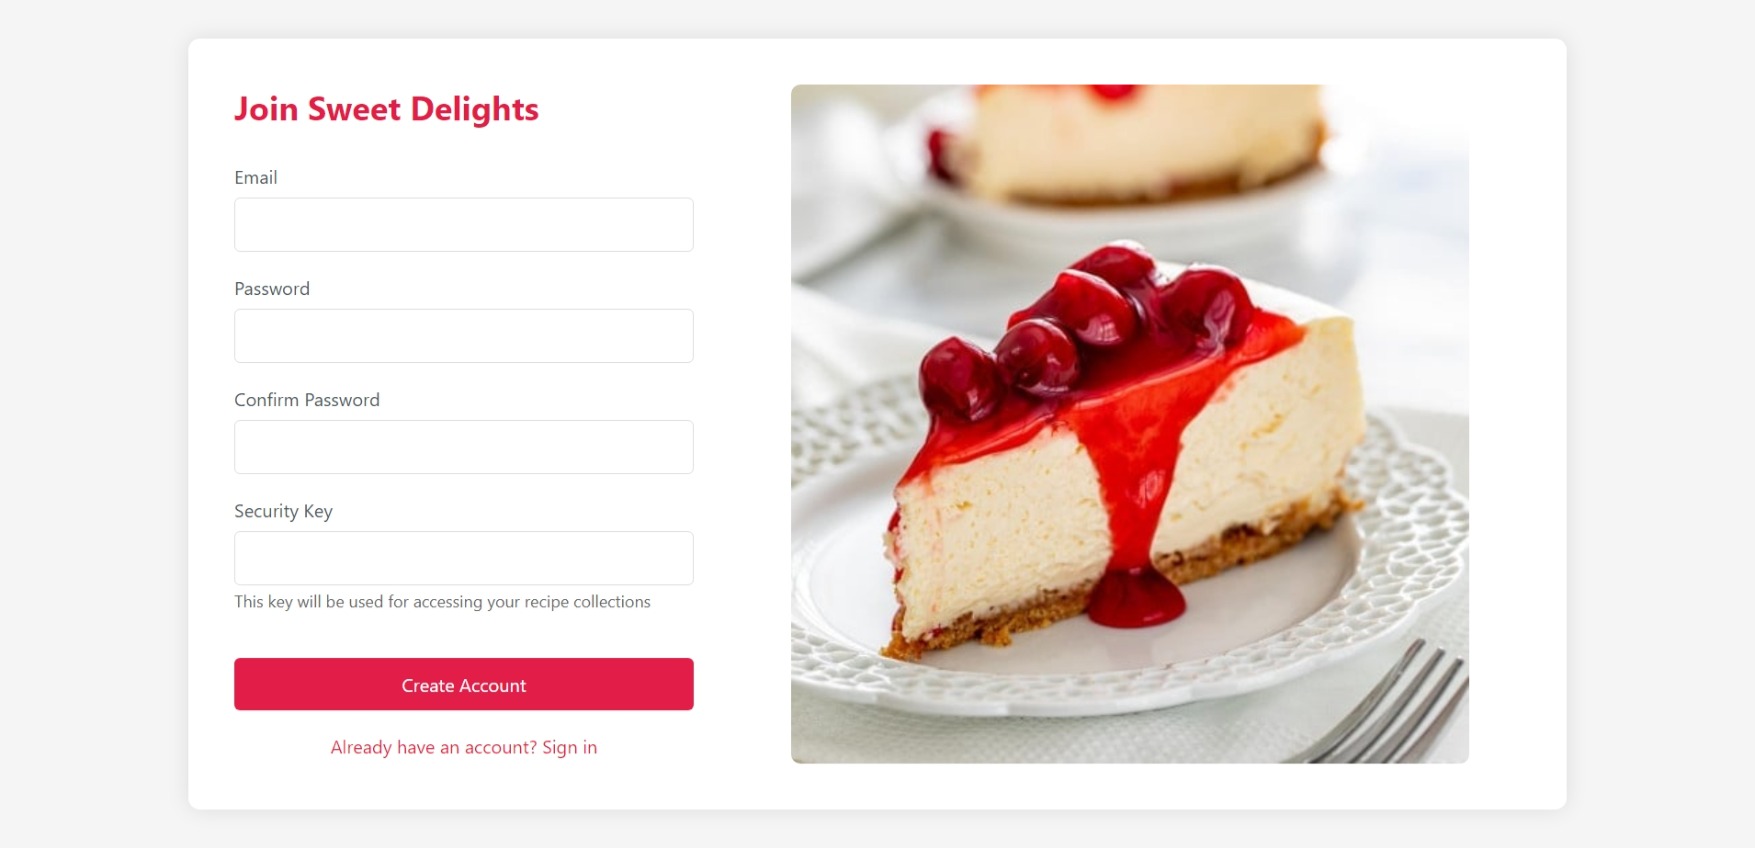 Join Sweet Delights
Email
Password
Confirm Password
Security Key
This key will be used for accessing your recipe collections
Create Account
Already have an account? Sign in